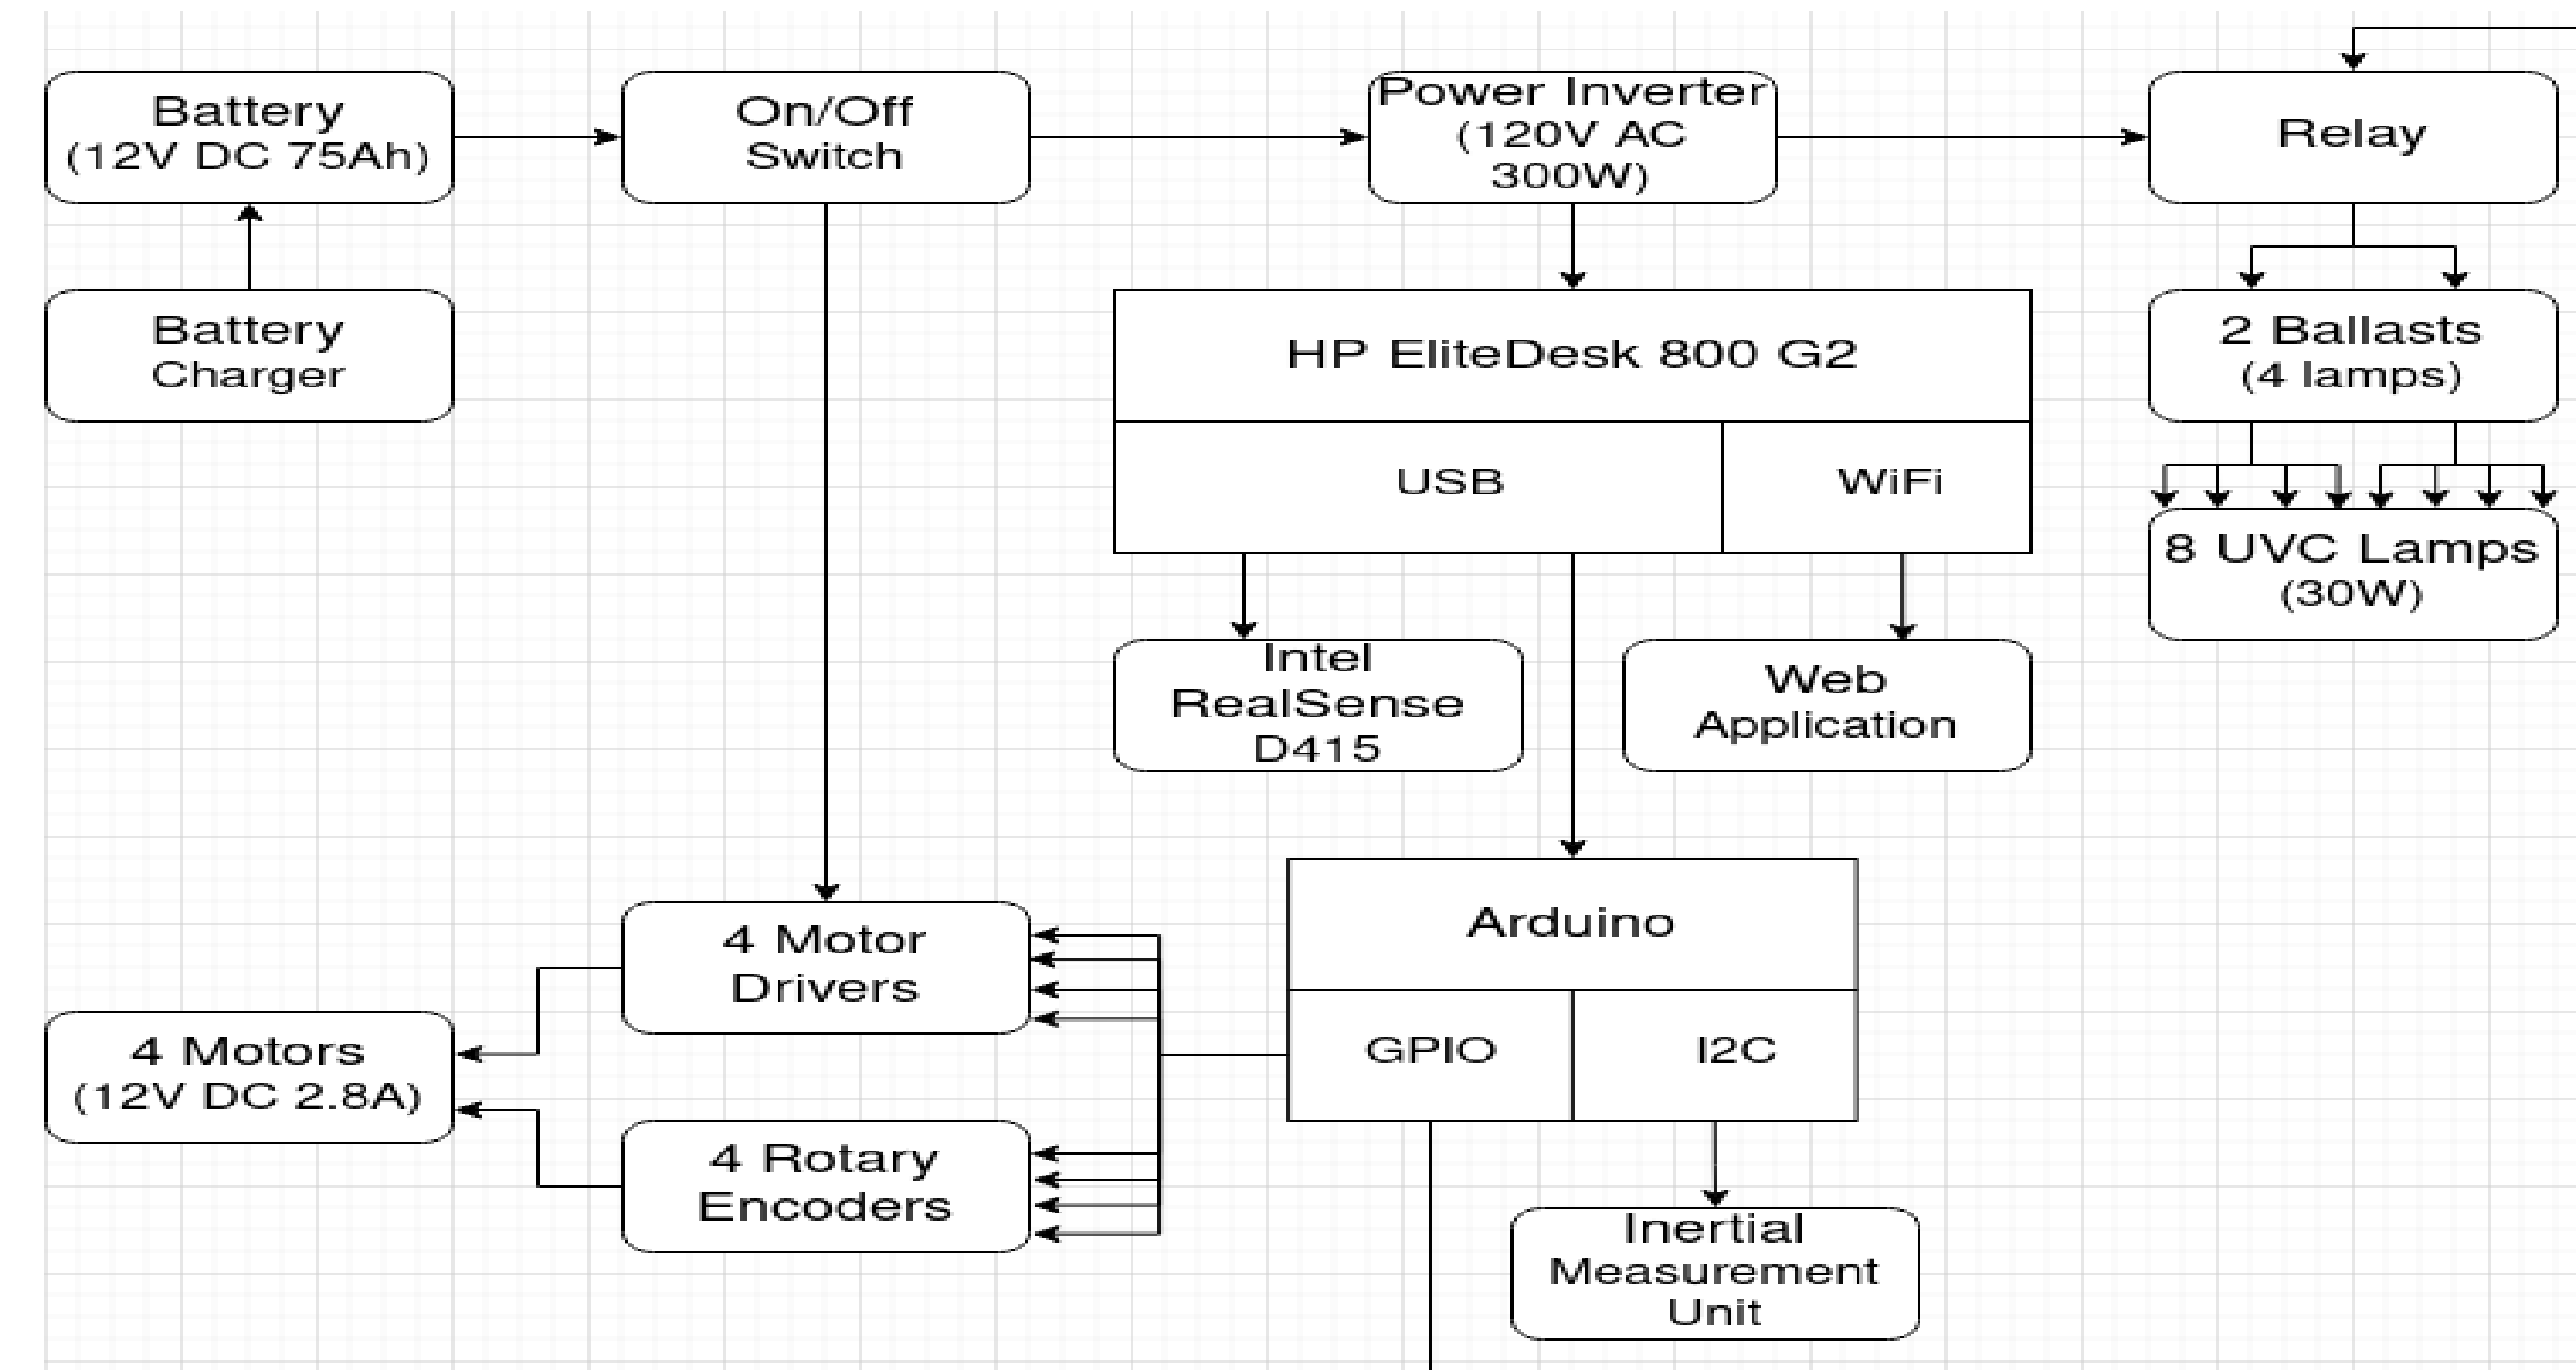 Battery
(12V DC 75Ah)
On/Off
Switch
Power Inverter
(120V AC
300W)
Relay
Battery
Charger
HP EliteDesk 800 G2
USB
WiFi
2 Ballasts
(4 lamps)
8 UVC Lamps
(30W)
Intel
RealSense
D415
Web
Application
Arduino
GPIO
I2C
4 Motor
Drivers
4 Motors
(12V DC 2.8A)
4 Rotary
Encoders
Inertial
Measurement
Unit